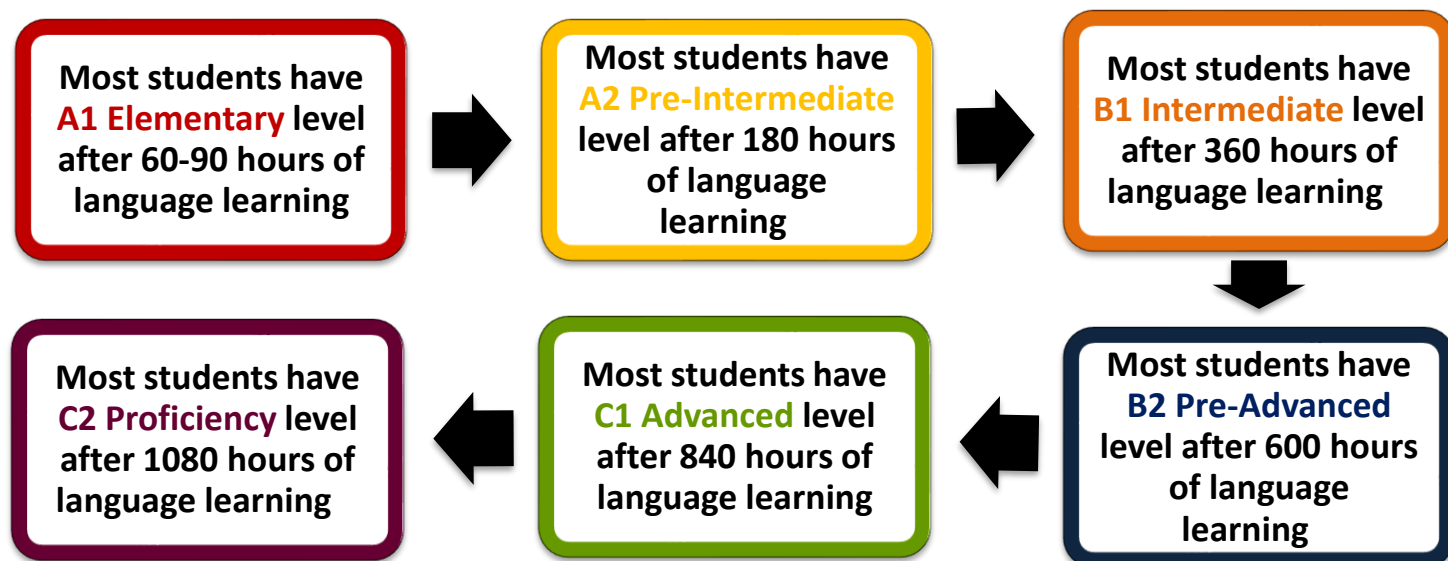 Most students have
A1 Elementary level
after 60-90 hours of
language learning
Most students have
A2 Pre-Intermediate
level after 180 hours
of language
learning
Most students have
B1 Intermediate level
after 360 hours of
language learning
Most students have
B2 Pre-Advanced
level after 600 hours
of language
learning
Most students have
C1 Advanced level
after 840 hours of
language learning
Most students have
C2 Proficiency level
after 1080 hours of
language learning